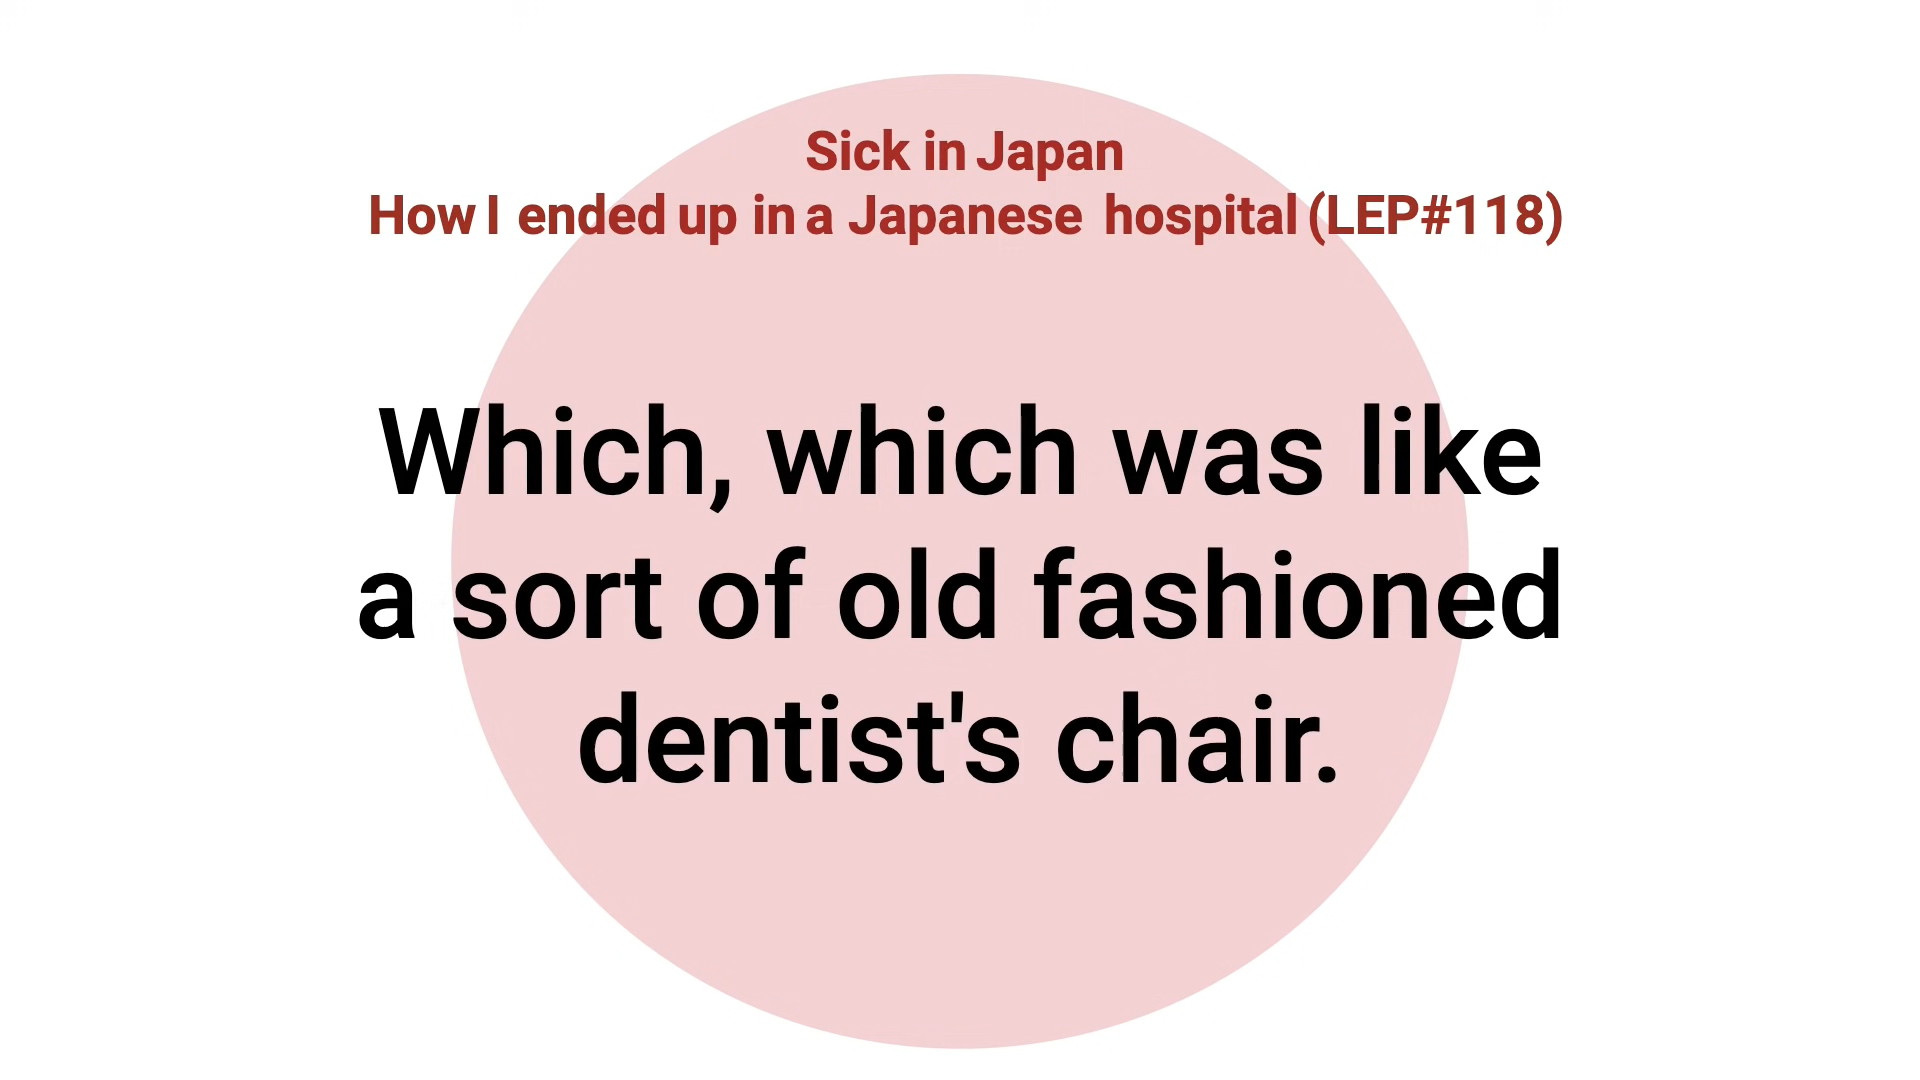 Sick in Japan
How I ended up in a Japanese hospital (LEP#118)
Which, which was like
a sort of old fashioned
dentist's chair.